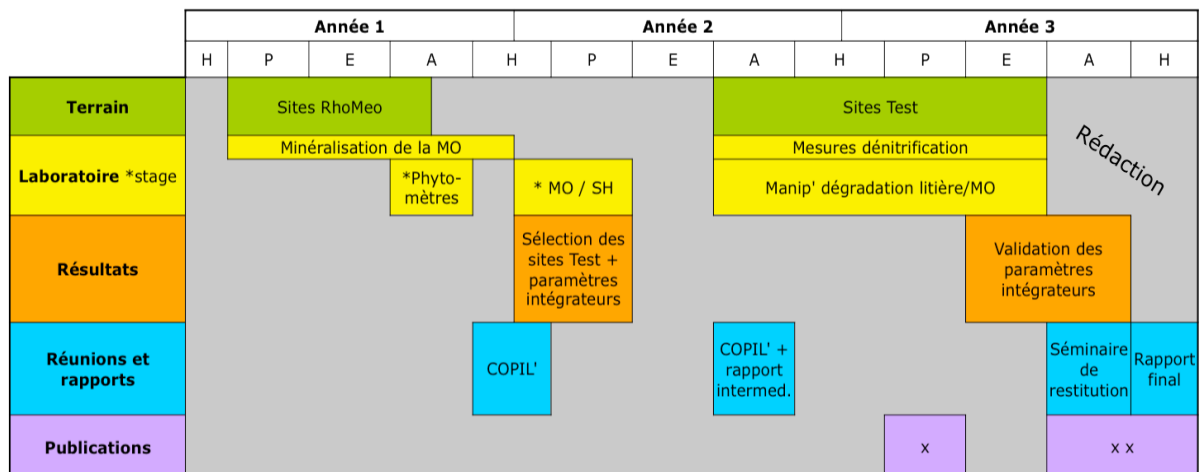 Année 1 Année 2 Année 3
H P E A H P E A H P E A H
Terrain Sites RhoMeo Sites Test
Minéralisation de la MO Mesures dénitrification
Laboratoire *stage
*Phyto-
mètres
* MO / SH
Manip' dégradation litière/MO
Rédaction
Résultats
Sélection des
sites Test +
paramètres
intégrateurs
Validation des
paramètres
intégrateurs
Réunions et
rapports
COPIL'
COPIL' +
rapport
intermed.
Séminaire
de
restitution
Rapport
final
Publications x x x